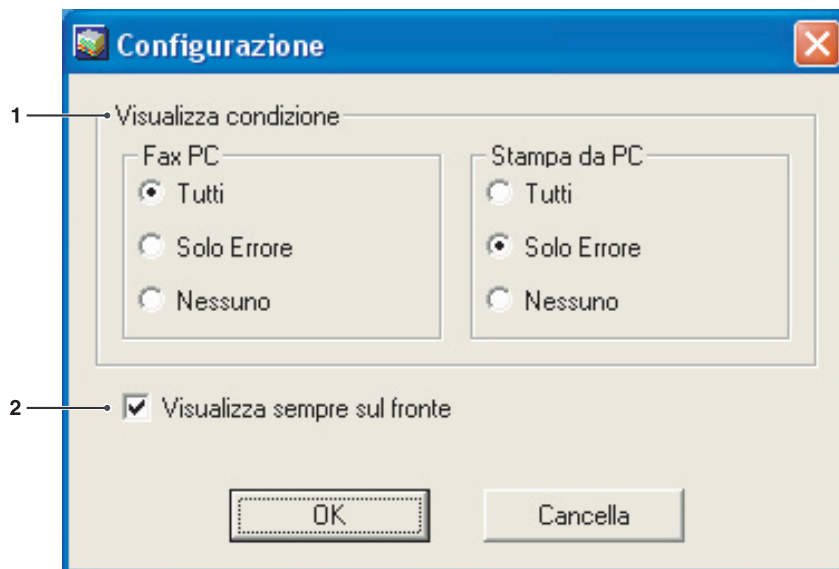 Configurazione
1
Visualizza condizione
Fax PC
Tutti
Solo Errore
Nessuno
Stampa da PC
Tutti
Solo Errore
Nessuno
2
Visualizza sempre sul fronte
OK
Cancella